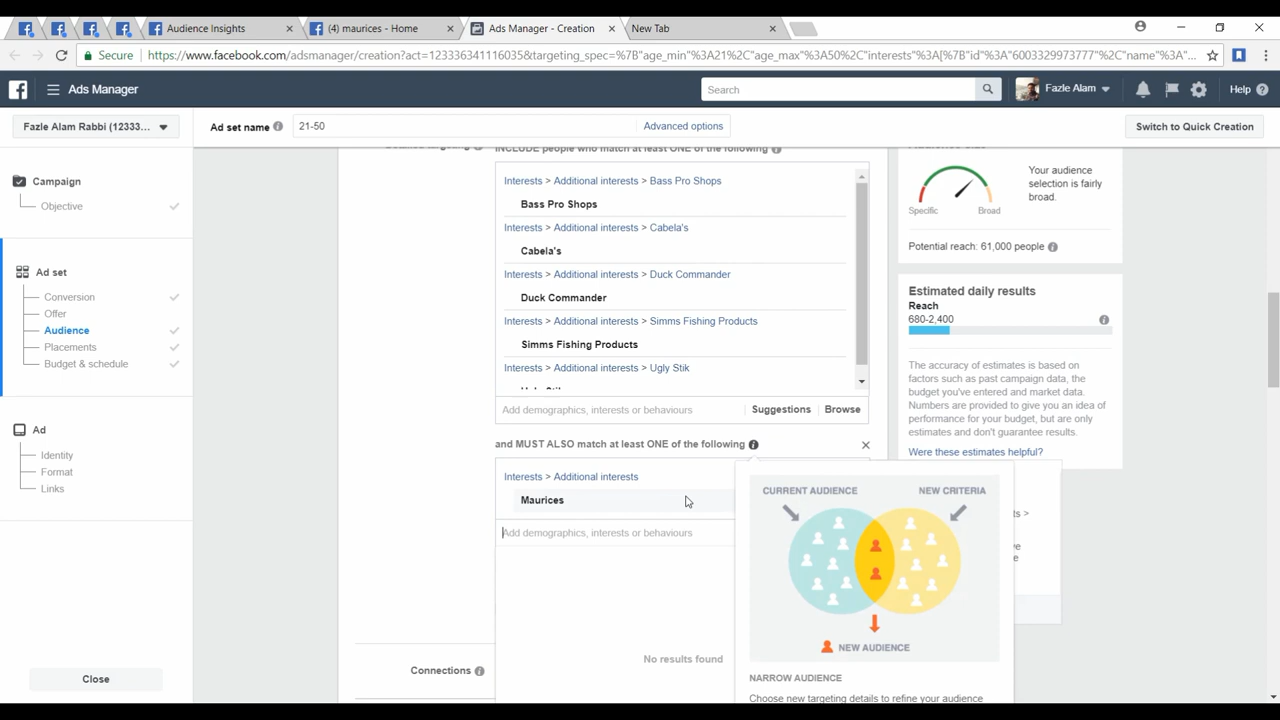 Audience Insights
(4) maurices - Home
Ads Manager - Creation
New Tab
Secure
https://www.facebook.com/adsmanager/creation?act=1233363411116035&targeting_spec=%7B"age_min"%3A21%2C"age_max"%3A50%2C"interests"%3A[%7B"id"%3A"6003329973777"%2C"name"%3A"...
Ads Manager
Search
Fazle Alam
Help
Fazle Alam Rabbi (12333...
Ad set name
21-50
Advanced options
Switch to Quick Creation
Campaign
Objective
Ad set
Conversion
Offer
Audience
Placements
Budget & schedule
Ad
Identity
Format
Links
Close
INCLUDE people who match at least ONE of the following
Interests > Additional interests > Bass Pro Shops
Bass Pro Shops
Interests > Additional interests > Cabela's
Cabela's
Interests > Additional interests > Duck Commander
Duck Commander
Interests > Additional interests > Simms Fishing Products
Simms Fishing Products
Interests > Additional interests > Ugly Stik
Add demographics, interests or behaviours
Suggestions
Browse
and MUST ALSO match at least ONE of the following
Interests > Additional interests
Maurices
Add demographics, interests or behaviours
No results found
Connections
CURRENT AUDIENCE
NEW CRITERIA
NEW AUDIENCE
NARROW AUDIENCE
Choose new targeting details to refine your audience
Specific
Broad
Your audience
selection is fairly
broad.
Potential reach: 61,000 people
Estimated daily results
Reach
680-2,400
The accuracy of estimates is based on
factors such as past campaign data, the
budget you've entered and market data.
Numbers are provided to give you an idea of
performance for your budget, but are only
estimates and don't guarantee results.
Were these estimates helpful?